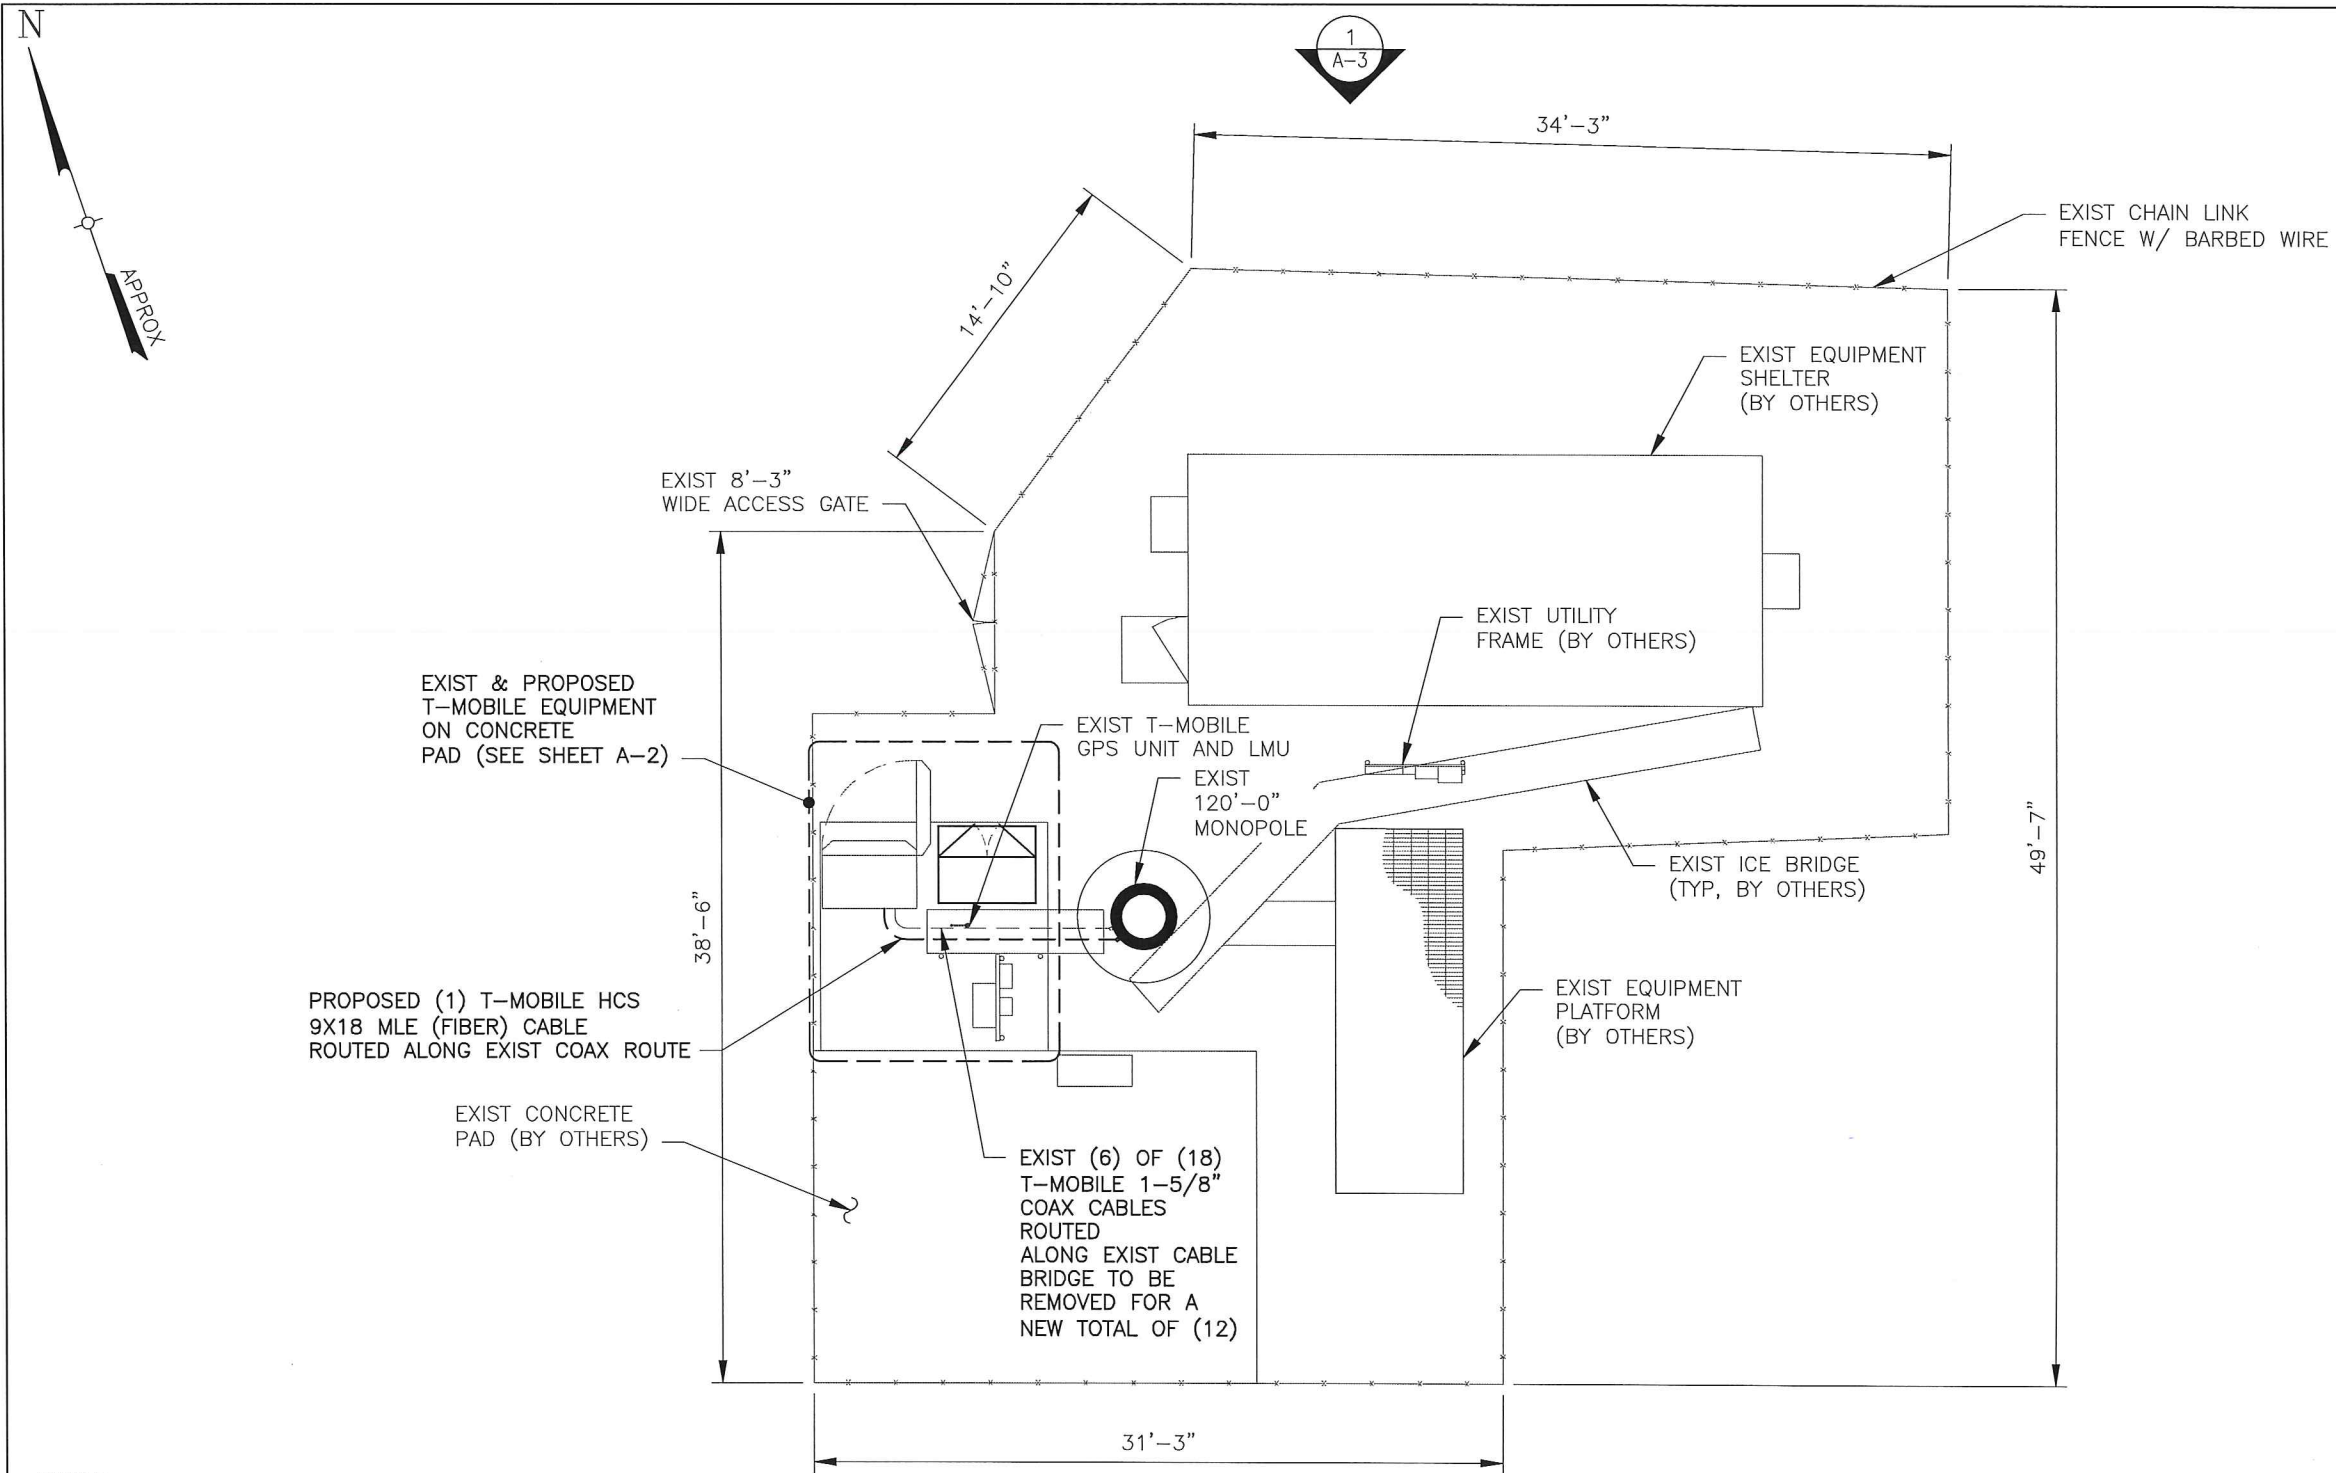 N
APPROX
1
A-3
34'-3"
EXIST CHAIN LINK
FENCE W/ BARBED WIRE
14'-10"
EXIST EQUIPMENT
SHELTER
(BY OTHERS)
EXIST 8'-3"
WIDE ACCESS GATE
EXIST UTILITY
FRAME (BY OTHERS)
EXIST & PROPOSED
T-MOBILE EQUIPMENT
ON CONCRETE
PAD (SEE SHEET A-2)
EXIST T-MOBILE
GPS UNIT AND LMU
EXIST
120'-0"
MONOPOLE
49'-7"
EXIST ICE BRIDGE
(TYP, BY OTHERS)
38'-6"
PROPOSED (1) T-MOBILE HCS
9X18 MLE (FIBER) CABLE
ROUTED ALONG EXIST COAX ROUTE
EXIST EQUIPMENT
PLATFORM
(BY OTHERS)
EXIST CONCRETE
PAD (BY OTHERS)
EXIST (6) OF (18)
T-MOBILE 1-5/8"
COAX CABLES
ROUTED
ALONG EXIST CABLE
BRIDGE TO BE
REMOVED FOR A
NEW TOTAL OF (12)
31'-3"